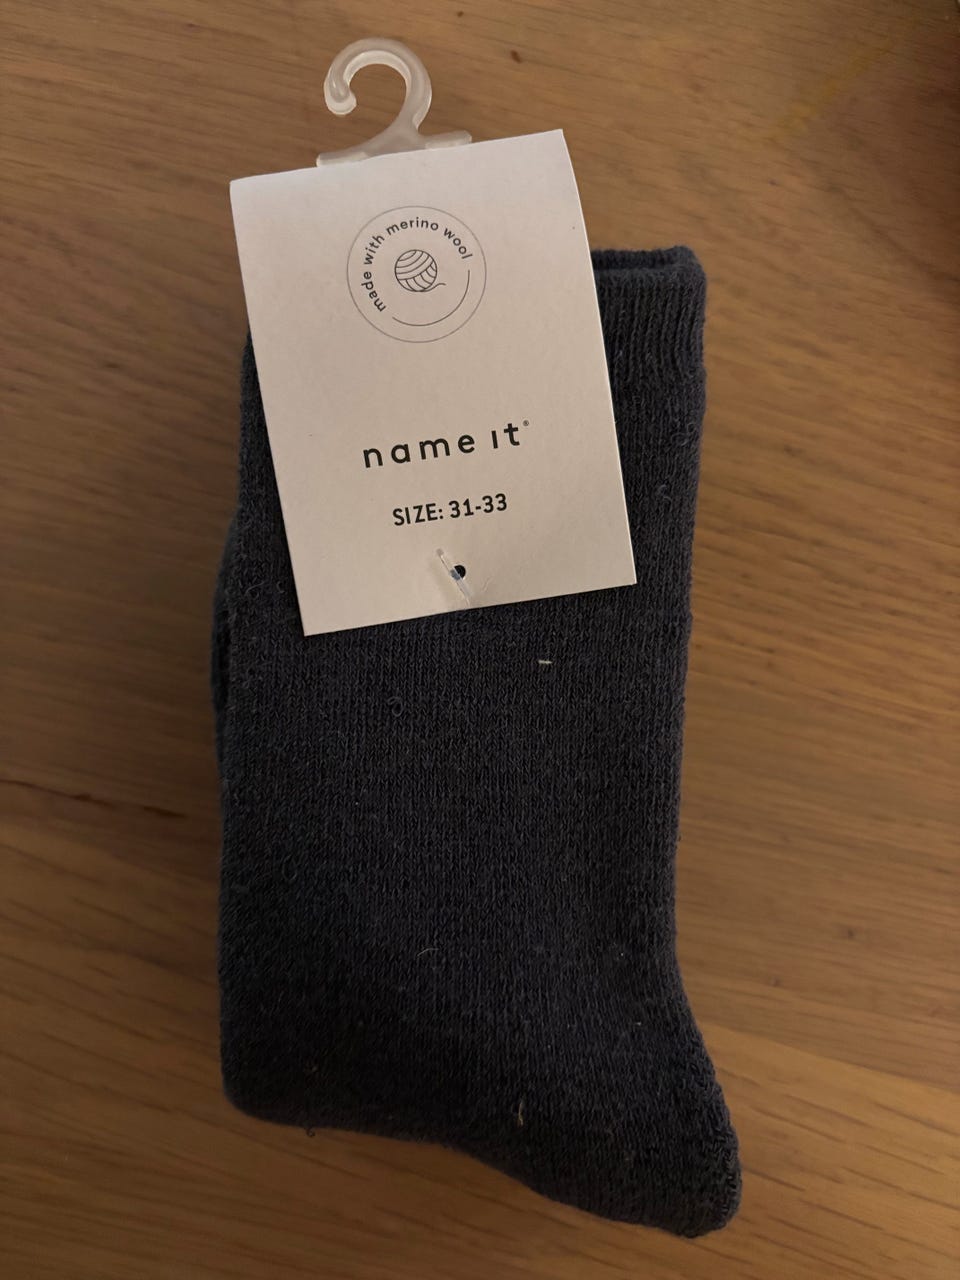 made with merino wool
name it®
SIZE: 31-33